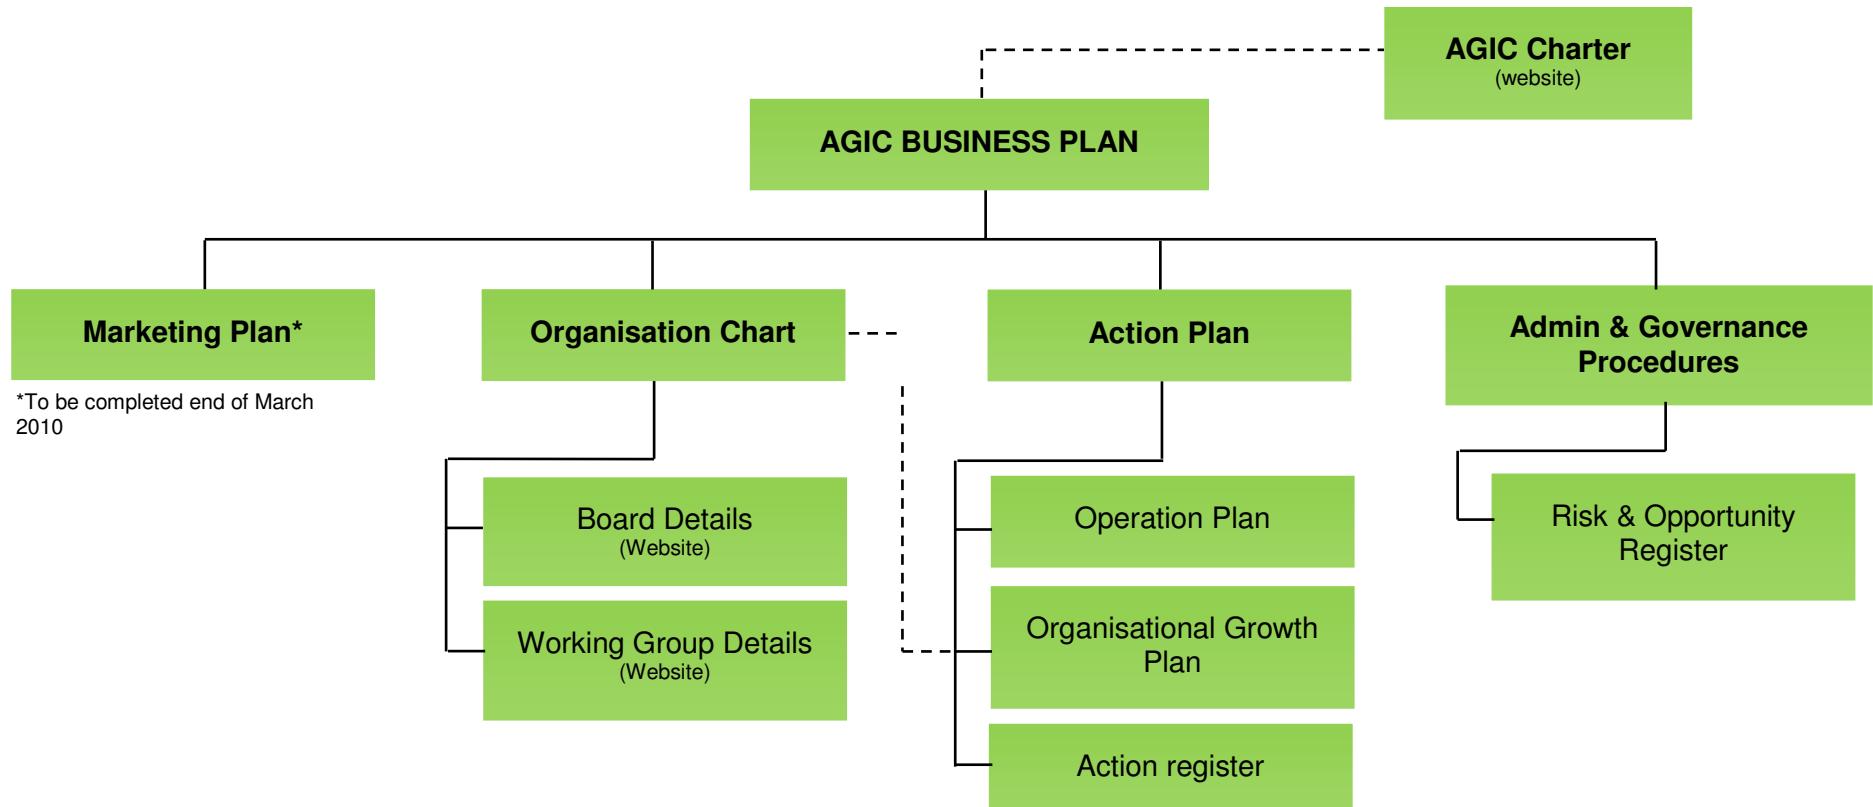 AGIC Charter
(website)
AGIC BUSINESS PLAN
Marketing Plan*
*To be completed end of March
2010
Organisation Chart
Action Plan
Admin & Governance
Procedures
Board Details
(Website)
Working Group Details
(Website)
Operation Plan
Organisational Growth
Plan
Action register
Risk & Opportunity
Register